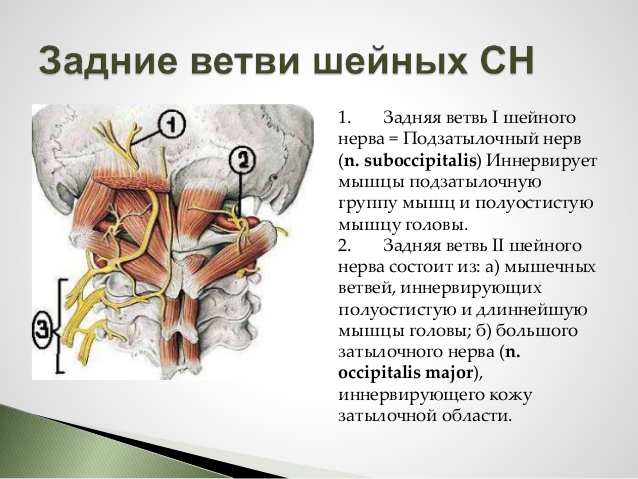 Задние ветви шейных СН
1
2
3
1. Задняя ветвь I шейного
нерва = Подзатылочный нерв
(n. suboccipitalis) Иннервирует
мышцы подзатылочную
группу мышц и полуостистую
мышцу головы.
2. Задняя ветвь II шейного
нерва состоит из: а) мышечных
ветвей, иннервирующих
полуостистую и длиннейшую
мышцы головы; б) большого
затылочного нерва (n.
occipitalis major),
иннервирующего кожу
затылочной области.